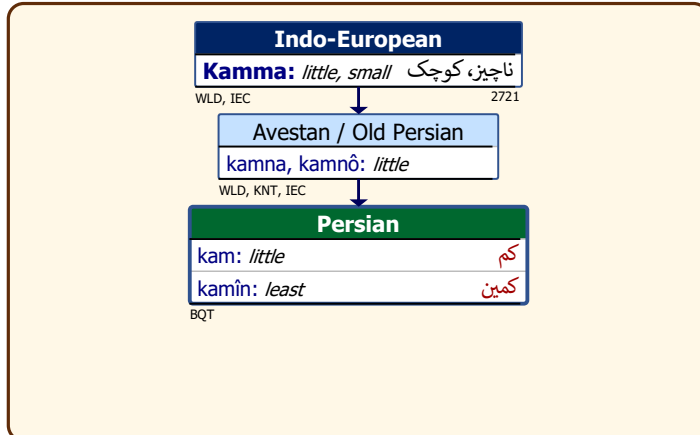 Indo-European
Kamma: little, small ناچیز، کوچک
WLD, IEC 2721
Avestan / Old Persian
kamna, kamnô: little
WLD, KNT, IEC
Persian
kam: little کم
kamîn: least کمین
BQT